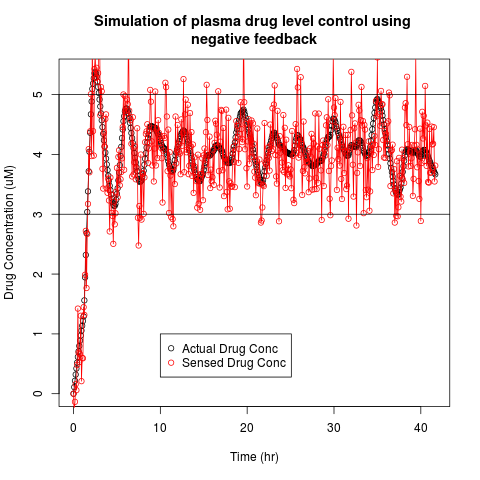 Simulation of plasma drug level control using
negative feedback
Drug Concentration (uM)
5
4
3
2
1
0
Actual Drug Conc
Sensed Drug Conc
0 10 20 30 40
Time (hr)